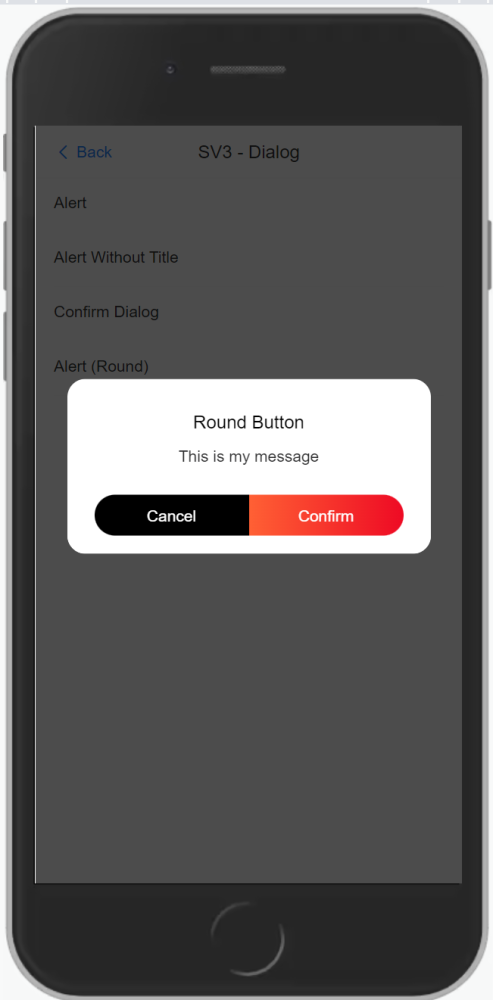 Back
SV3 - Dialog
Alert
Alert Without Title
Confirm Dialog
Alert (Round)
Round Button
This is my message
Cancel
Confirm